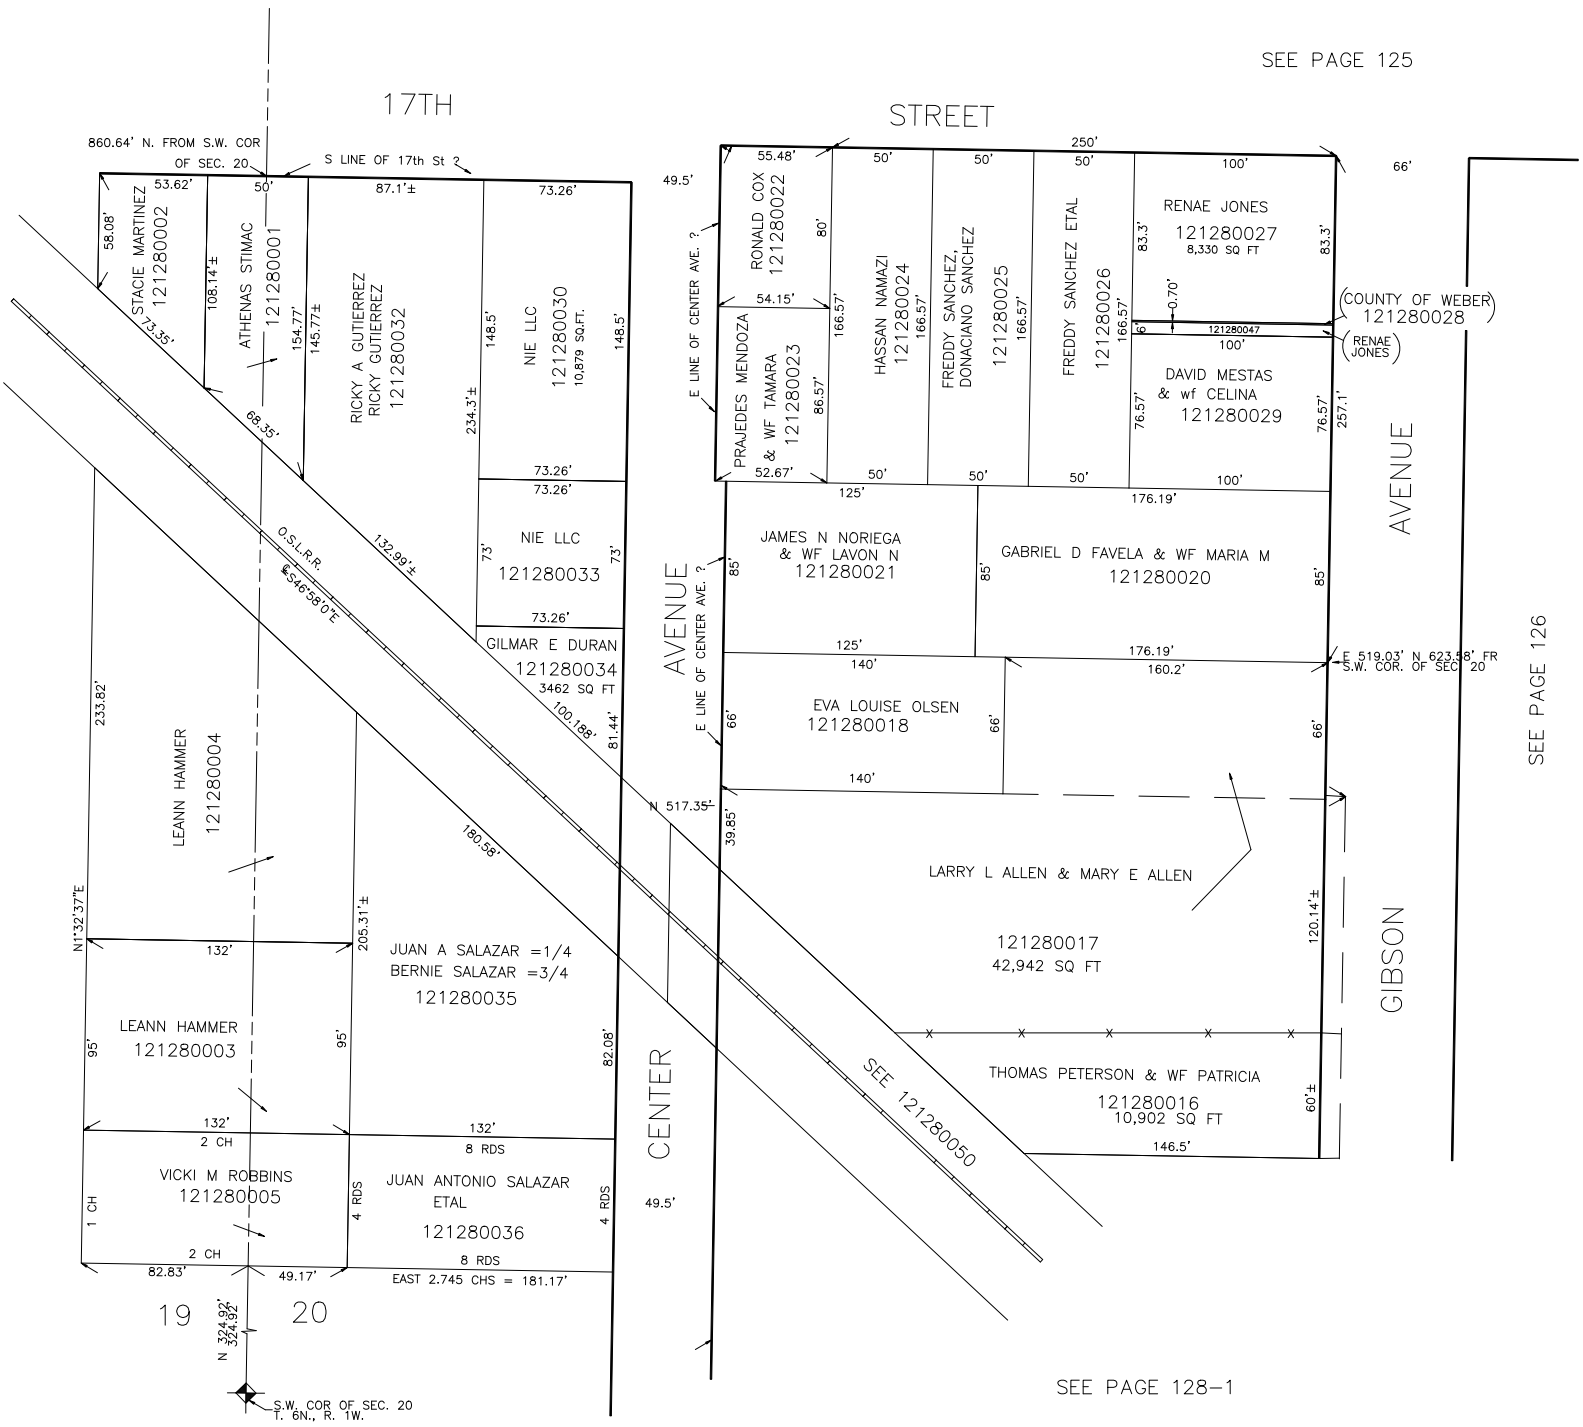 SEE PAGE 125
17TH
STREET
860.64' N. FROM S.W. COR
OF SEC. 20
S LINE OF 17th St ?
53.62'
50'
87.1'±
73.26'
49.5'
55.48'
250'
50'
50'
50'
100'
66'
58.08'
STACIE MARTINEZ
121280002
73.35'
108.14'±
ATHENAS STIMAC
121280001
154.77'
145.77±
68.35'
RICKY A GUTIERREZ
RICKY GUTIERREZ
121280032
234.3'±
148.5'
NIE LLC
121280030
10,879 SQ.FT.
148.5'
73.26'
73.26'
73'
NIE LLC
121280033
73'
73.26'
GILMAR E DURAN
121280034
3462 SQ FT
132.99'±
100.188'
81.44'
E LINE OF CENTER AVE. ?
RONALD COX
121280022
80'
54.15'
PRAJEDES MENDOZA
& WF TAMARA
121280023
86.57'
52.67'
166.57'
HASSAN NAMAZI
121280024
166.57'
50'
FREDDY SANCHEZ,
DONACIANO SANCHEZ
121280025
166.57'
50'
FREDDY SANCHEZ ETAL
121280026
166.57'
50'
RENAE JONES
121280027
8,330 SQ FT
83.3'
83.3'
0.70'
(COUNTY OF WEBER)
121280028
6'
121280047
(RENAE
JONES)
100'
DAVID MESTAS
& wf CELINA
121280029
76.57'
76.57'
257.1'
100'
AVENUE
125'
176.19'
JAMES N NORIEGA
& WF LAVON N
121280021
85'
85'
GABRIEL D FAVELA & WF MARIA M
121280020
85'
125'
176.19'
E LINE OF CENTER AVE. ?
AVENUE
140'
160.2'
E 519.03' N 623.58' FR
S.W. COR. OF SEC 20
EVA LOUISE OLSEN
121280018
66'
66'
66'
140'
SEE PAGE 126
O.S.L.R.R.
℄S46°58'0"E
233.82'
LEANN HAMMER
121280004
180.58'
N 517.35'
39.85'
LARRY L ALLEN & MARY E ALLEN
121280017
42,942 SQ FT
120.14'±
GIBSON
N1°32'37"E
132'
205.31'±
JUAN A SALAZAR =1/4
BERNIE SALAZAR =3/4
121280035
82.08'
LEANN HAMMER
121280003
95'
95'
132'
2 CH
132'
8 RDS
X X X X X
THOMAS PETERSON & WF PATRICIA
121280016
10,902 SQ FT
60'±
146.5'
SEE 121280050
CENTER
49.5'
VICKI M ROBBINS
121280005
1 CH
4 RDS
JUAN ANTONIO SALAZAR
ETAL
121280036
4 RDS
2 CH
8 RDS
82.83'
49.17'
EAST 2.745 CHS = 181.17'
19
20
N 324.92'
324.92'
S.W. COR OF SEC. 20
T. 6N., R. 1W.
SEE PAGE 128-1